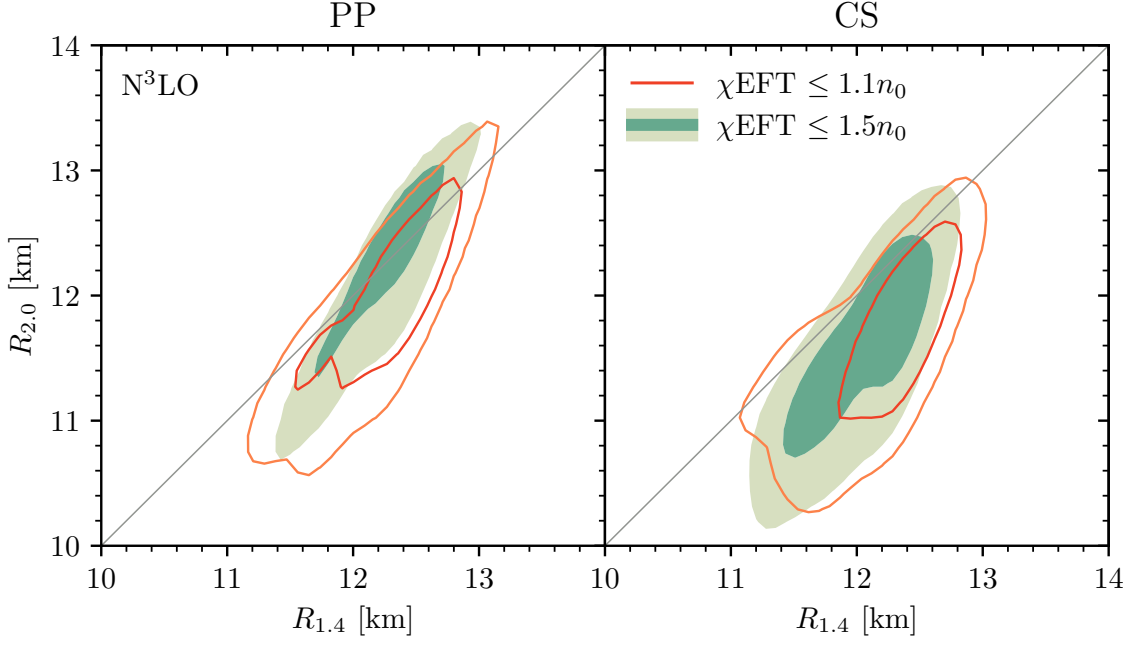 PP
CS
14
13
12
11
10
R₂.₀ [km]
N³LO
χEFT ≤ 1.1n₀
χEFT ≤ 1.5n₀
10 11 12 13 10 11 12 13 14
R₁.₄ [km] R₁.₄ [km]